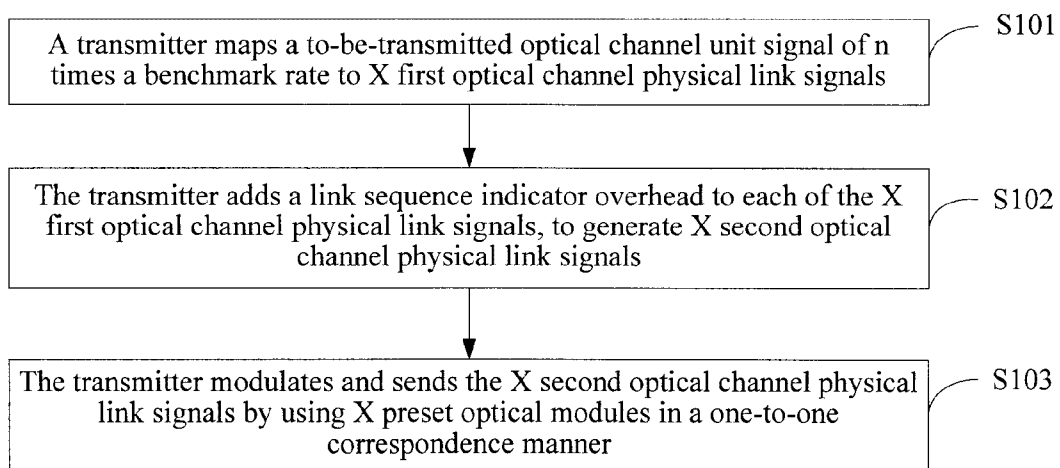 A transmitter maps a to-be-transmitted optical channel unit signal of n
times a benchmark rate to X first optical channel physical link signals
S101
The transmitter adds a link sequence indicator overhead to each of the X
first optical channel physical link signals, to generate X second optical
channel physical link signals
S102
The transmitter modulates and sends the X second optical channel physical
link signals by using X preset optical modules in a one-to-one
correspondence manner
S103